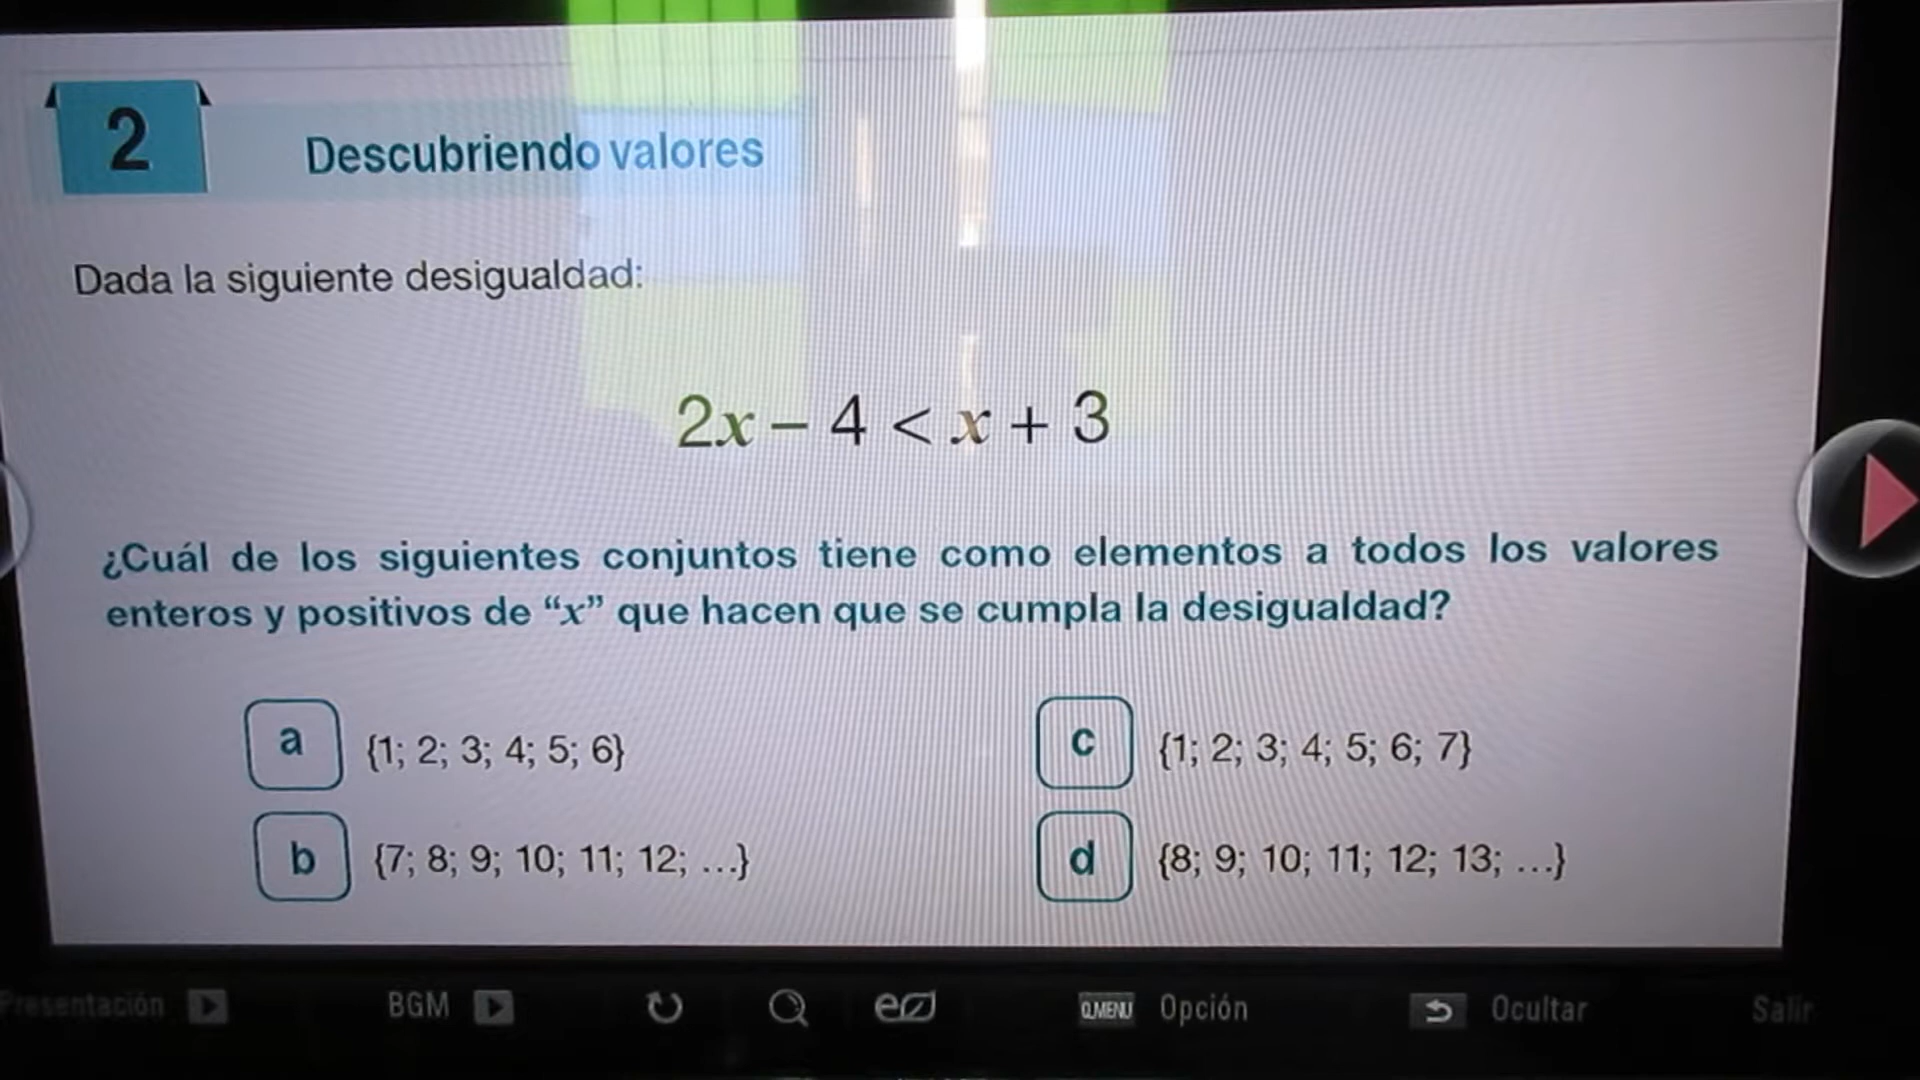 2
Descubriendo valores
Dada la siguiente desigualdad:
2x – 4 < x + 3
¿Cuál de los siguientes conjuntos tiene como elementos a todos los valores
enteros y positivos de “x” que hacen que se cumpla la desigualdad?
a {1; 2; 3; 4; 5; 6}
c {1; 2; 3; 4; 5; 6; 7}
b {7; 8; 9; 10; 11; 12; ...}
d {8; 9; 10; 11; 12; 13; ...}
Presentación BGM Q.MENU Opción Ocultar Salir